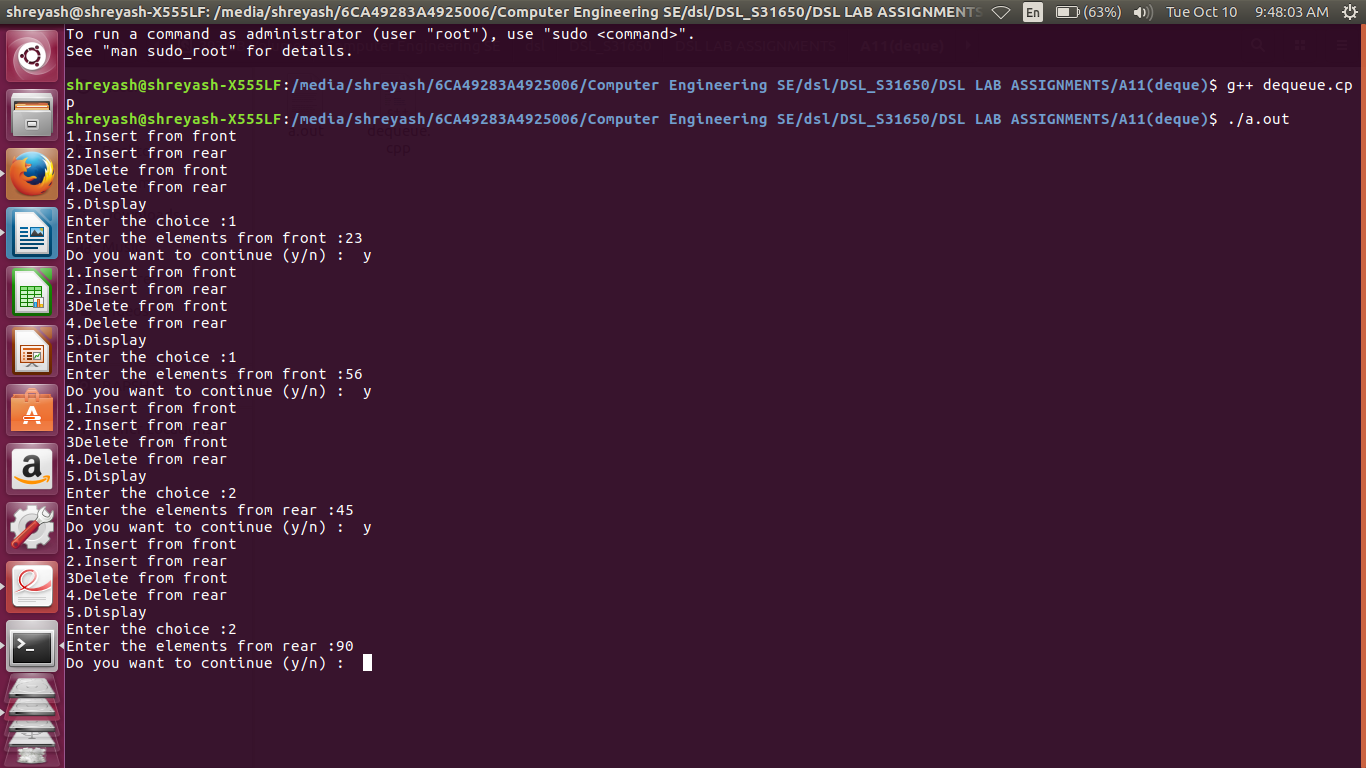 shreyash@shreyash-X555LF: /media/shreyash/6CA49283A4925006/Computer Engineering SE/dsl/DSL_S31650/DSL LAB ASSIGNMENTS En (63%) Tue Oct 10 9:48:03 AM
To run a command as administrator (user "root"), use "sudo <command>".
See "man sudo_root" for details.
shreyash@shreyash-X555LF:/media/shreyash/6CA49283A4925006/Computer Engineering SE/dsl/DSL_S31650/DSL LAB ASSIGNMENTS/A11(deque)$ g++ dequeue.cp
p
shreyash@shreyash-X555LF:/media/shreyash/6CA49283A4925006/Computer Engineering SE/dsl/DSL_S31650/DSL LAB ASSIGNMENTS/A11(deque)$ ./a.out
1.Insert from front
2.Insert from rear
3Delete from front
4.Delete from rear
5.Display
Enter the choice :1
Enter the elements from front :23
Do you want to continue (y/n) :  y
1.Insert from front
2.Insert from rear
3Delete from front
4.Delete from rear
5.Display
Enter the choice :1
Enter the elements from front :56
Do you want to continue (y/n) :  y
1.Insert from front
2.Insert from rear
3Delete from front
4.Delete from rear
5.Display
Enter the choice :2
Enter the elements from rear :45
Do you want to continue (y/n) :  y
1.Insert from front
2.Insert from rear
3Delete from front
4.Delete from rear
5.Display
Enter the choice :2
Enter the elements from rear :90
Do you want to continue (y/n) :